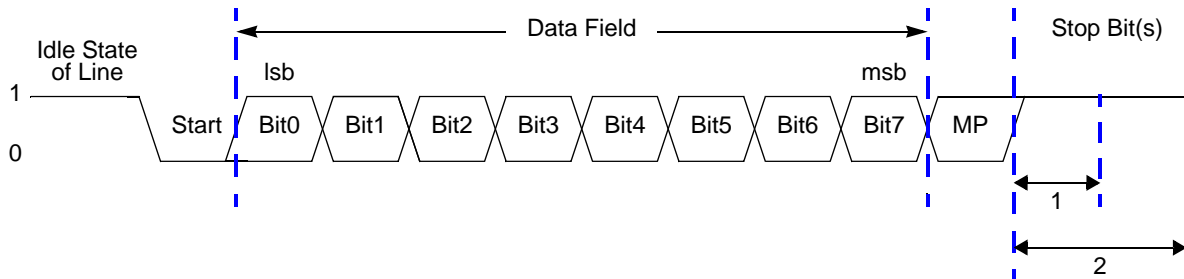 Data Field
Stop Bit(s)
Idle State
of Line
lsb
msb
1
Start
Bit0
Bit1
Bit2
Bit3
Bit4
Bit5
Bit6
Bit7
MP
0
1
2